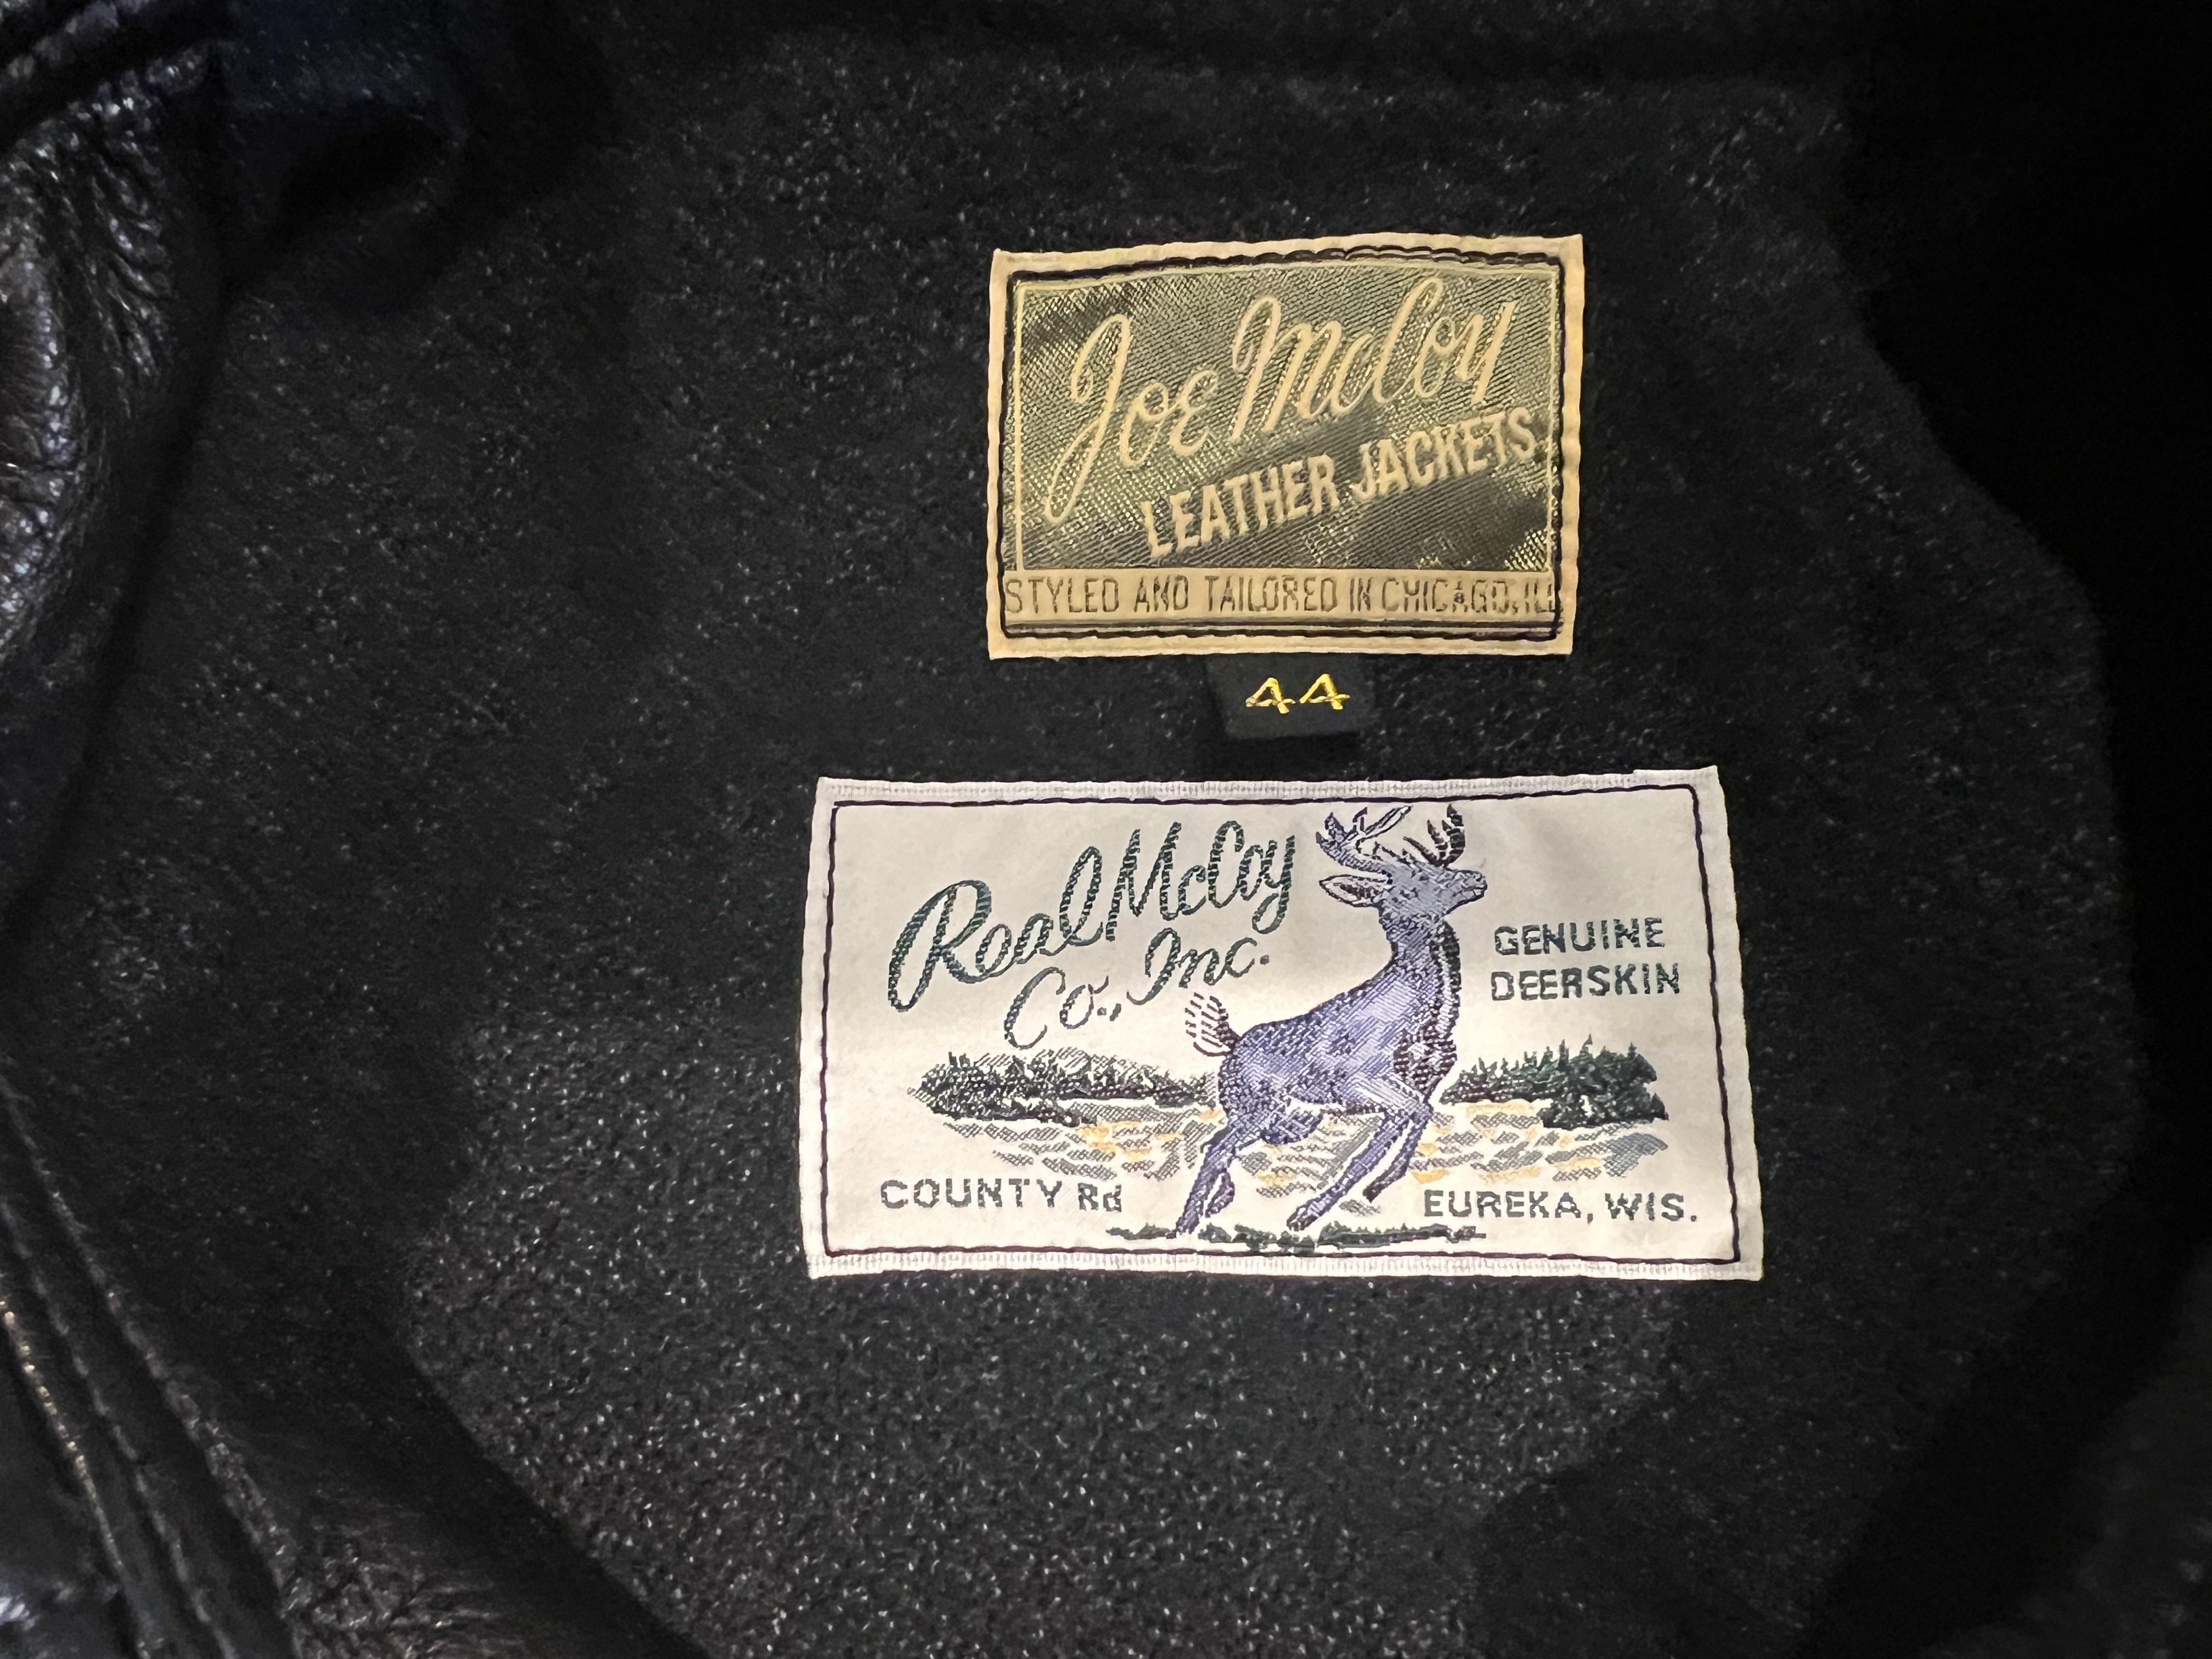 Joe McCoy
LEATHER JACKETS
STYLED AND TAILORED IN CHICAGO, ILL
44
Real McCoy
Co., Inc.
GENUINE
DEERSKIN
COUNTY Rd
EUREKA, WIS.